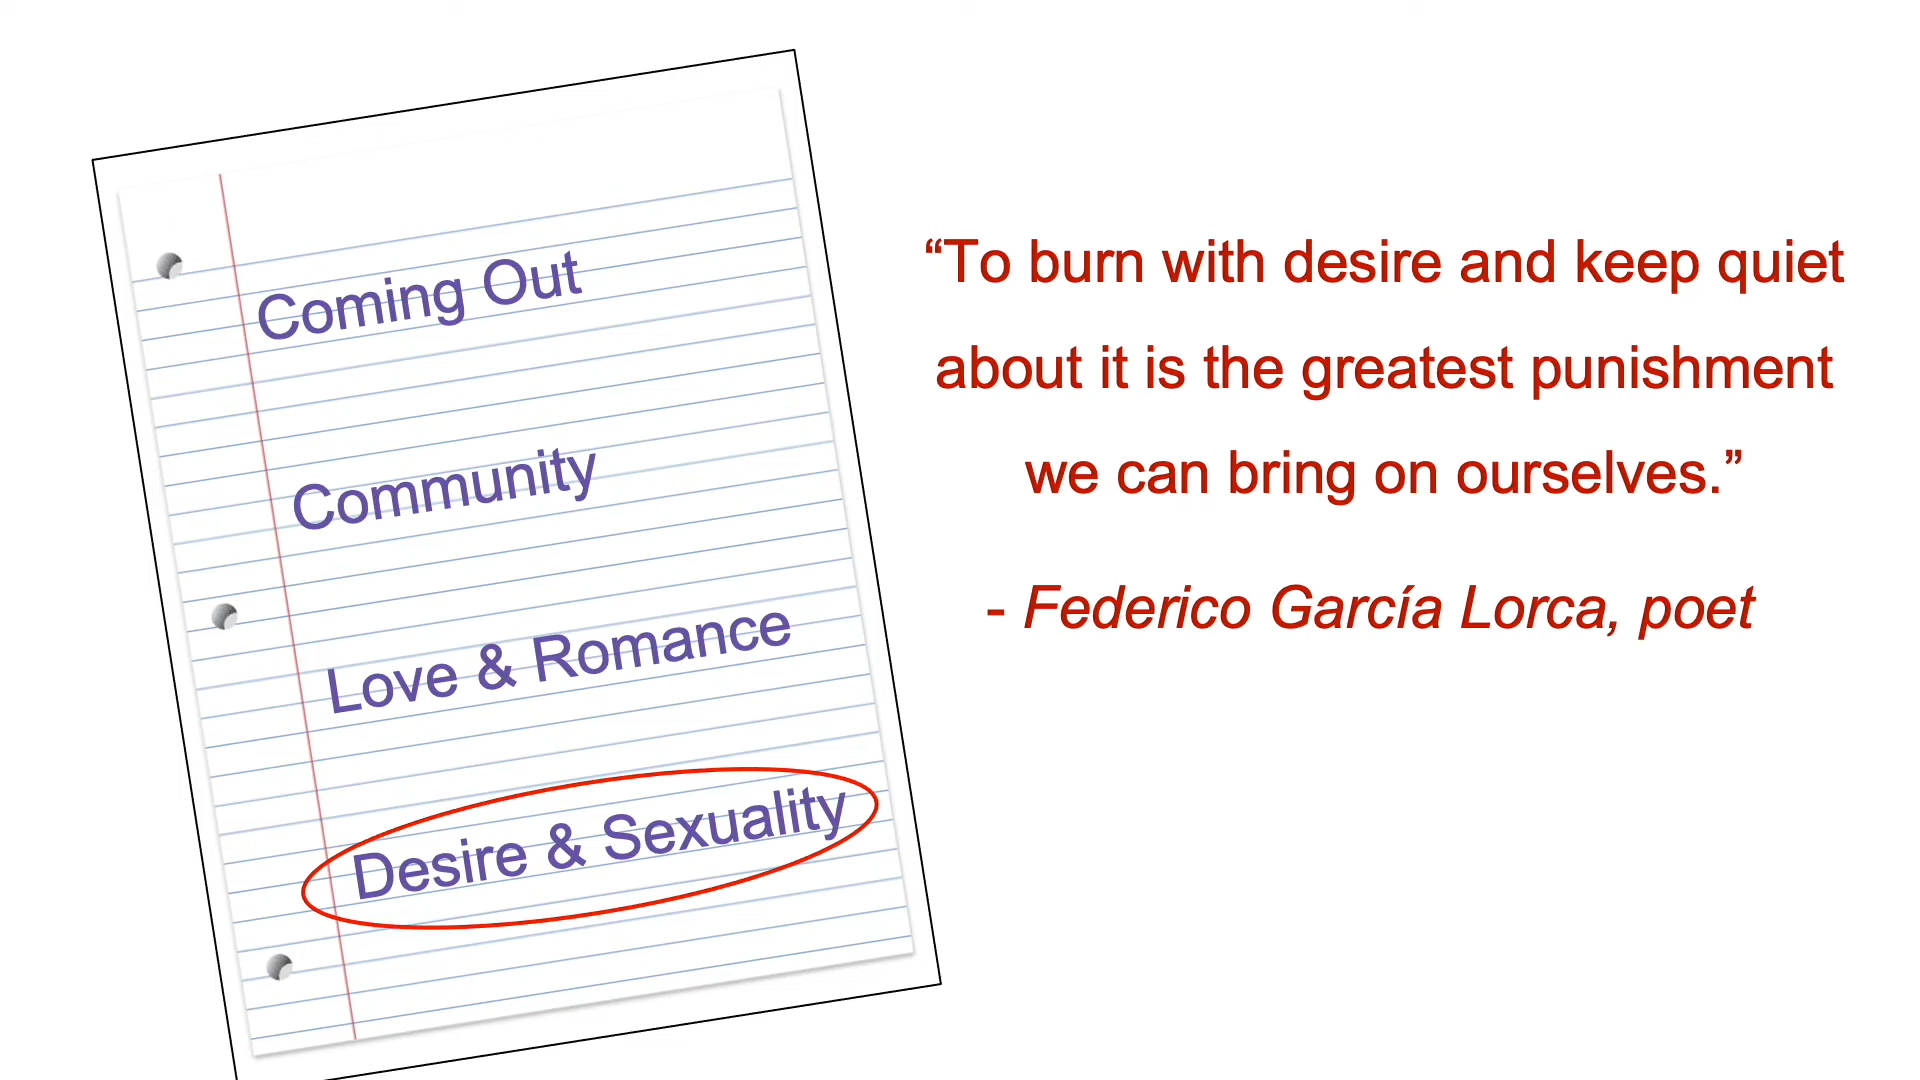 Coming Out
Community
Love & Romance
Desire & Sexuality
“To burn with desire and keep quiet
about it is the greatest punishment
we can bring on ourselves.”
- Federico García Lorca, poet